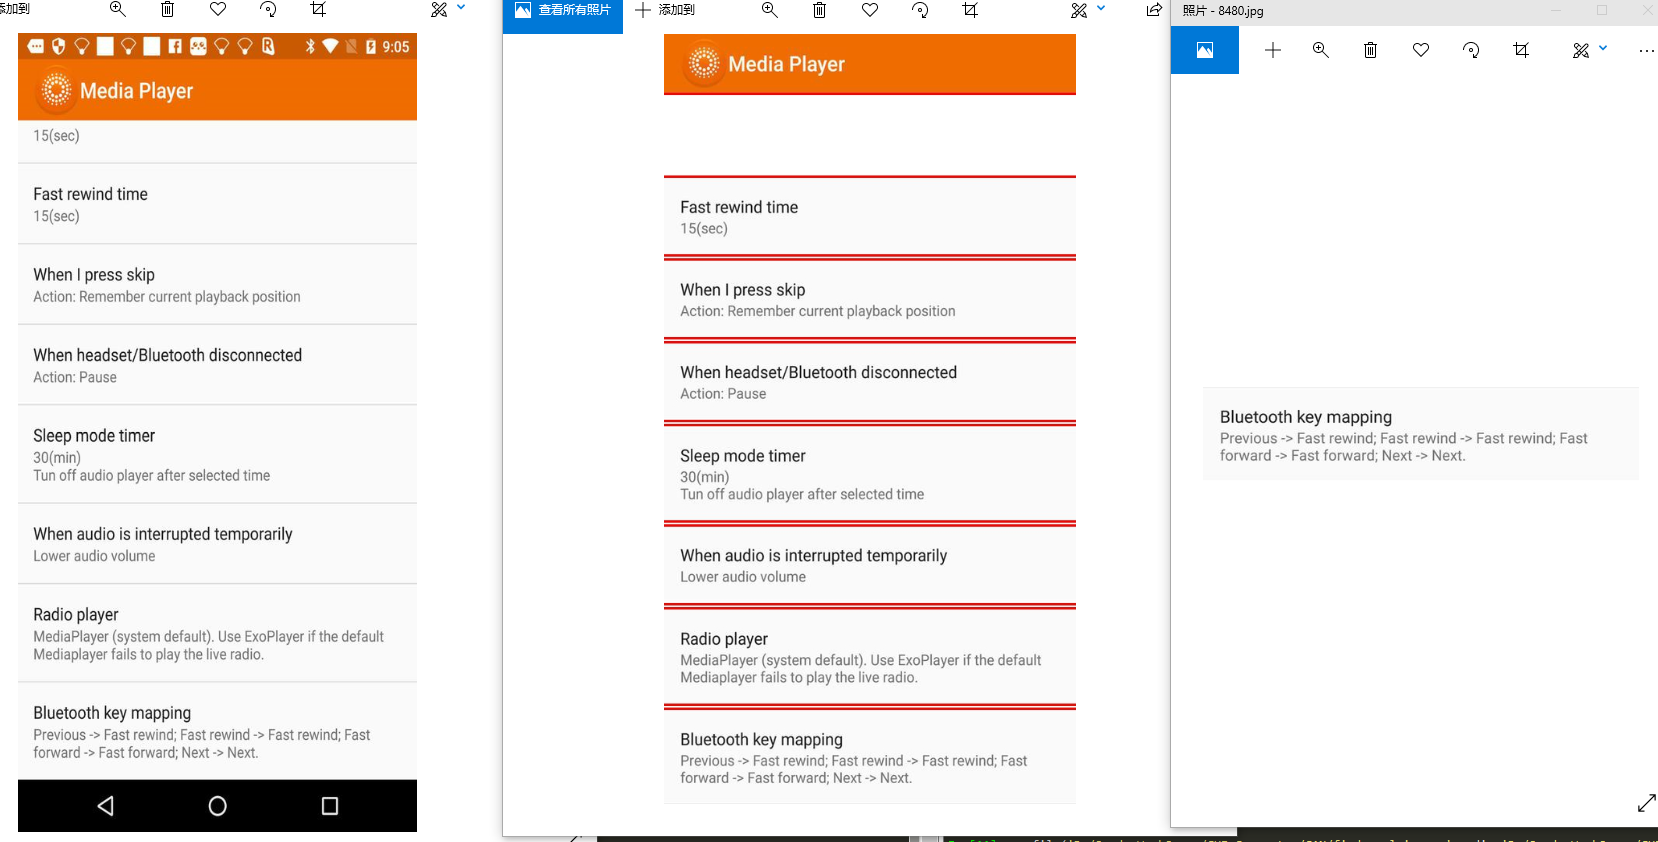 添加到
9:05
Media Player
15(sec)
Fast rewind time
15(sec)
When I press skip
Action: Remember current playback position
When headset/Bluetooth disconnected
Action: Pause
Sleep mode timer
30(min)
Tun off audio player after selected time
When audio is interrupted temporarily
Lower audio volume
Radio player
MediaPlayer (system default). Use ExoPlayer if the default
Mediaplayer fails to play the live radio.
Bluetooth key mapping
Previous -> Fast rewind; Fast rewind -> Fast rewind; Fast
forward -> Fast forward; Next -> Next.
查看所有照片
添加到
Media Player
Fast rewind time
15(sec)
When I press skip
Action: Remember current playback position
When headset/Bluetooth disconnected
Action: Pause
Sleep mode timer
30(min)
Tun off audio player after selected time
When audio is interrupted temporarily
Lower audio volume
Radio player
MediaPlayer (system default). Use ExoPlayer if the default
Mediaplayer fails to play the live radio.
Bluetooth key mapping
Previous -> Fast rewind; Fast rewind -> Fast rewind; Fast
forward -> Fast forward; Next -> Next.
照片 - 8480.jpg
Bluetooth key mapping
Previous -> Fast rewind; Fast rewind -> Fast rewind; Fast
forward -> Fast forward; Next -> Next.